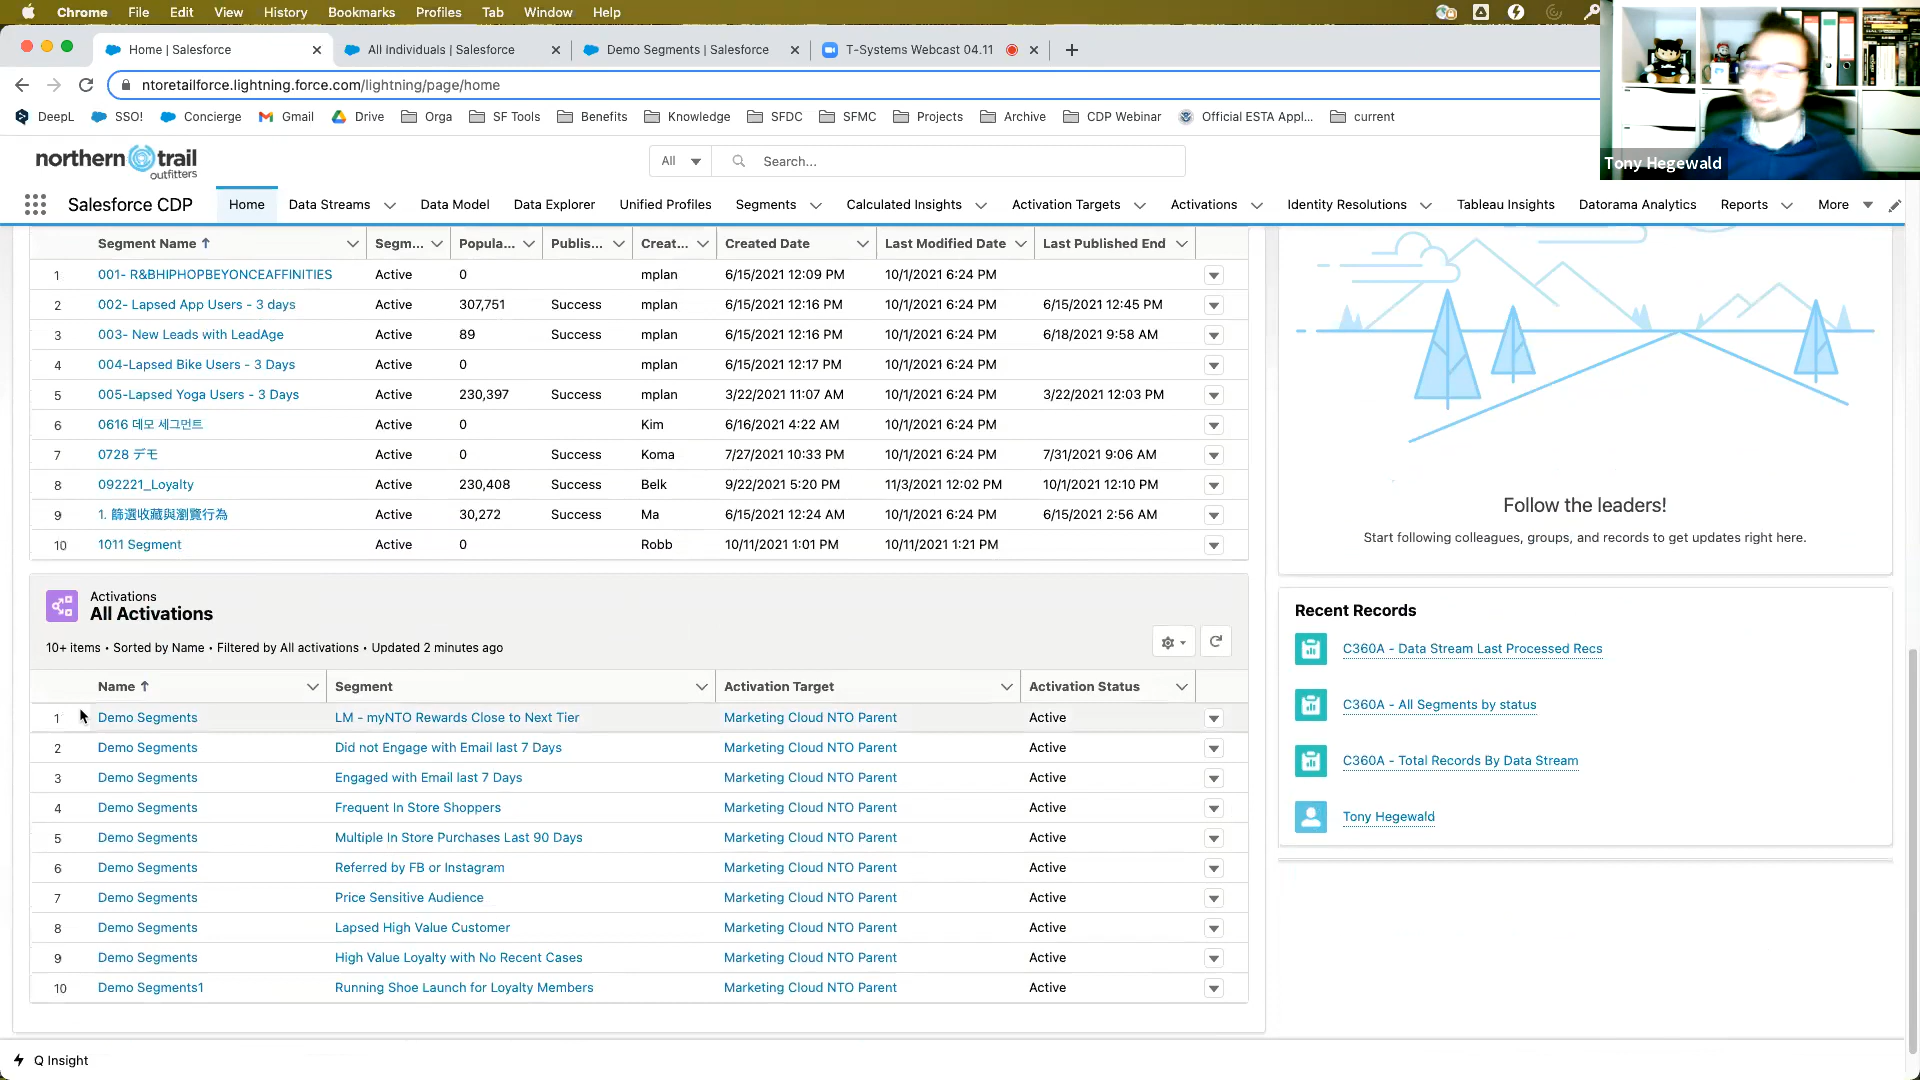 Chrome File Edit View History Bookmarks Profiles Tab Window Help
Home | Salesforce All Individuals | Salesforce Demo Segments | Salesforce T-Systems Webcast 04.11
ntoretailforce.lightning.force.com/lightning/page/home
DeepL SSO! Concierge Gmail Drive Orga SF Tools Benefits Knowledge SFDC SFMC Projects Archive CDP Webinar Official ESTA Appl... current
Tony Hegewald
northern trail
outfitters
All Search...
Salesforce CDP Home Data Streams Data Model Data Explorer Unified Profiles Segments Calculated Insights Activation Targets Activations Identity Resolutions Tableau Insights Datorama Analytics Reports More
Segment Name Segm... Popula... Publis... Creat... Created Date Last Modified Date Last Published End
1 001- R&BHIPHOPBEYONCEAFFINITIES Active 0 mplan 6/15/2021 12:09 PM 10/1/2021 6:24 PM
2 002- Lapsed App Users - 3 days Active 307,751 Success mplan 6/15/2021 12:16 PM 10/1/2021 6:24 PM 6/15/2021 12:45 PM
3 003- New Leads with LeadAge Active 89 Success mplan 6/15/2021 12:16 PM 10/1/2021 6:24 PM 6/18/2021 9:58 AM
4 004-Lapsed Bike Users - 3 Days Active 0 mplan 6/15/2021 12:17 PM 10/1/2021 6:24 PM
5 005-Lapsed Yoga Users - 3 Days Active 230,397 Success mplan 3/22/2021 11:07 AM 10/1/2021 6:24 PM 3/22/2021 12:03 PM
6 0616 데모 세그먼트 Active 0 Kim 6/16/2021 4:22 AM 10/1/2021 6:24 PM
7 0728 デモ Active 0 Success Koma 7/27/2021 10:33 PM 10/1/2021 6:24 PM 7/31/2021 9:06 AM
8 092221_Loyalty Active 230,408 Success Belk 9/22/2021 5:20 PM 11/3/2021 12:02 PM 10/1/2021 12:10 PM
9 1. 篩選收藏與瀏覽行為 Active 30,272 Success Ma 6/15/2021 12:24 AM 10/1/2021 6:24 PM 6/15/2021 2:56 AM
10 1011 Segment Active 0 Robb 10/11/2021 1:01 PM 10/11/2021 1:21 PM
Follow the leaders!
Start following colleagues, groups, and records to get updates right here.
Activations
All Activations
10+ items • Sorted by Name • Filtered by All activations • Updated 2 minutes ago
Name Segment Activation Target Activation Status
1 Demo Segments LM - myNTO Rewards Close to Next Tier Marketing Cloud NTO Parent Active
2 Demo Segments Did not Engage with Email last 7 Days Marketing Cloud NTO Parent Active
3 Demo Segments Engaged with Email last 7 Days Marketing Cloud NTO Parent Active
4 Demo Segments Frequent In Store Shoppers Marketing Cloud NTO Parent Active
5 Demo Segments Multiple In Store Purchases Last 90 Days Marketing Cloud NTO Parent Active
6 Demo Segments Referred by FB or Instagram Marketing Cloud NTO Parent Active
7 Demo Segments Price Sensitive Audience Marketing Cloud NTO Parent Active
8 Demo Segments Lapsed High Value Customer Marketing Cloud NTO Parent Active
9 Demo Segments High Value Loyalty with No Recent Cases Marketing Cloud NTO Parent Active
10 Demo Segments1 Running Shoe Launch for Loyalty Members Marketing Cloud NTO Parent Active
Recent Records
C360A - Data Stream Last Processed Recs
C360A - All Segments by status
C360A - Total Records By Data Stream
Tony Hegewald
Q Insight